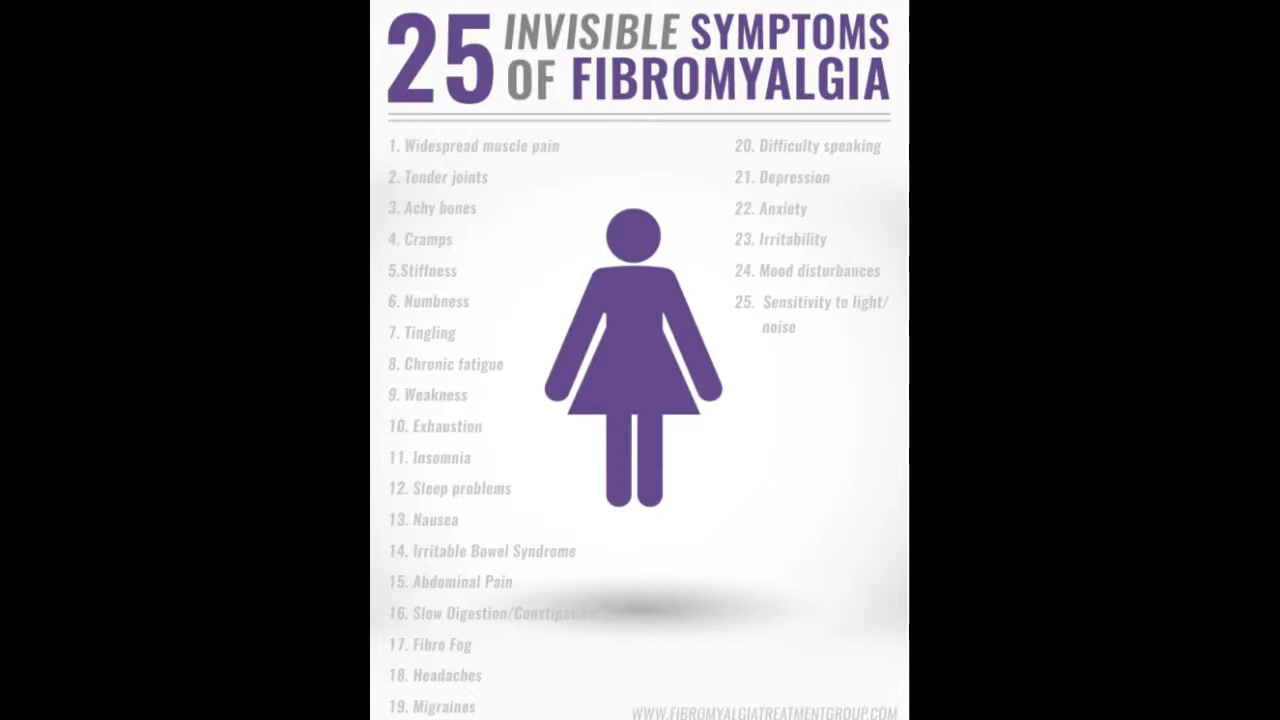 25 INVISIBLE SYMPTOMS
OF FIBROMYALGIA
1. Widespread muscle pain
2. Tender joints
3. Achy bones
4. Cramps
5.Stiffness
6. Numbness
7. Tingling
8. Chronic fatigue
9. Weakness
10. Exhaustion
11. Insomnia
12. Sleep problems
13. Nausea
14. Irritable Bowel Syndrome
15. Abdominal Pain
16. Slow Digestion/Constipation
17. Fibro Fog
18. Headaches
19. Migraines
20. Difficulty speaking
21. Depression
22. Anxiety
23. Irritability
24. Mood disturbances
25. Sensitivity to light/
noise
WWW.FIBROMYALGIATREATMENTGROUP.COM